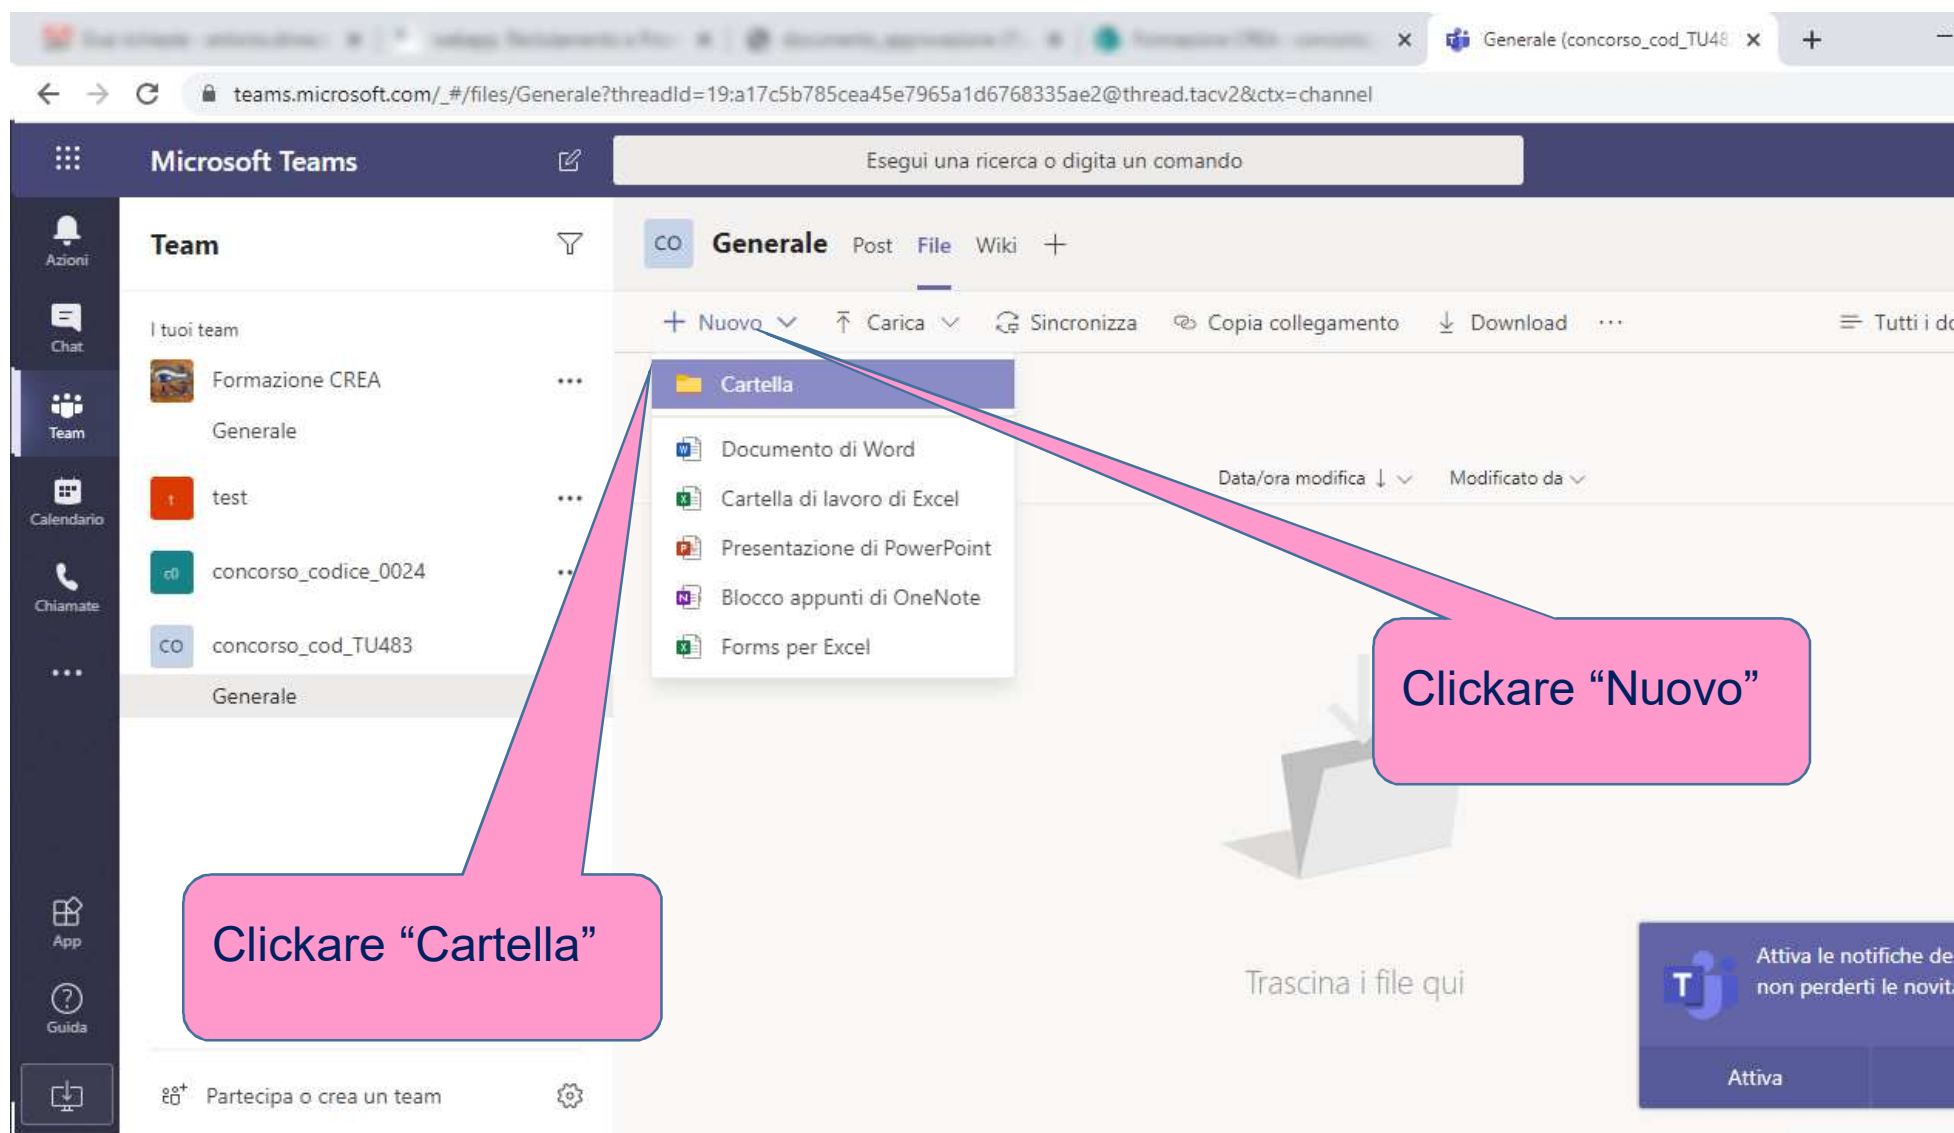 Generale (concorso_cod_TU48
teams.microsoft.com/_#/files/Generale?threadId=19:a17c5b785cea45e7965a1d6768335ae2@thread.tacv2&ctx=channel
Microsoft Teams
Esegui una ricerca o digita un comando
Azioni
Chat
Team
Calendario
Chiamate
App
Guida
Team
I tuoi team
Formazione CREA
Generale
t test
c0 concorso_codice_0024
CO concorso_cod_TU483
Generale
Partecipa o crea un team
CO Generale Post File Wiki
Nuovo Carica Sincronizza Copia collegamento Download Tutti i do
Cartella
Documento di Word
Cartella di lavoro di Excel
Presentazione di PowerPoint
Blocco appunti di OneNote
Forms per Excel
Data/ora modifica ↓ Modificato da
Clickare “Nuovo”
Clickare “Cartella”
Trascina i file qui
Attiva le notifiche de
non perderti le novit
Attiva